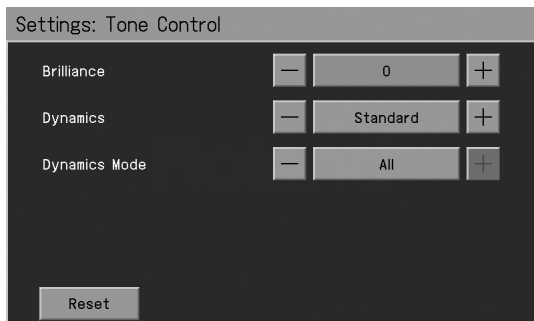 Settings: Tone Control
Brilliance — 0 +
Dynamics — Standard +
Dynamics Mode — All +
Reset